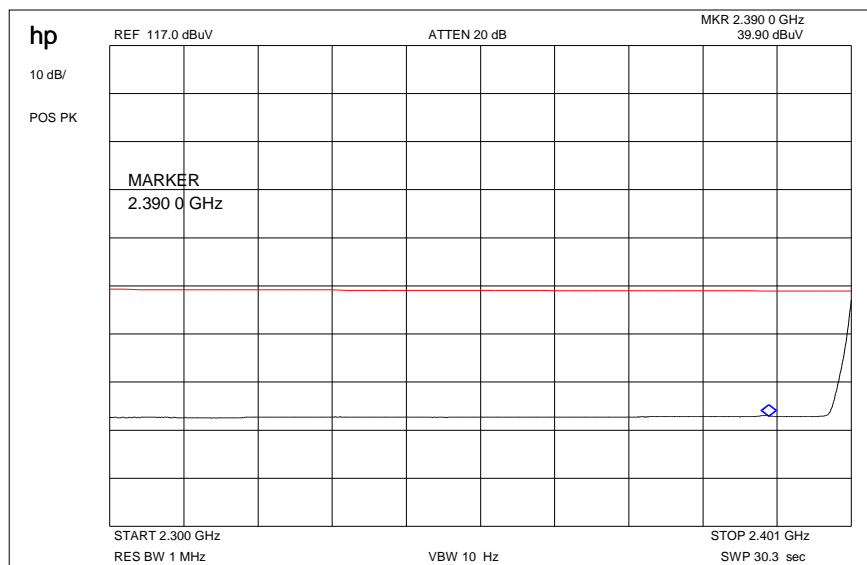 MKR 2.390 0 GHz
hp REF 117.0 dBuV ATTEN 20 dB 39.90 dBuV
10 dB/
POS PK
MARKER
2.390 0 GHz
START 2.300 GHz STOP 2.401 GHz
RES BW 1 MHz VBW 10 Hz SWP 30.3 sec